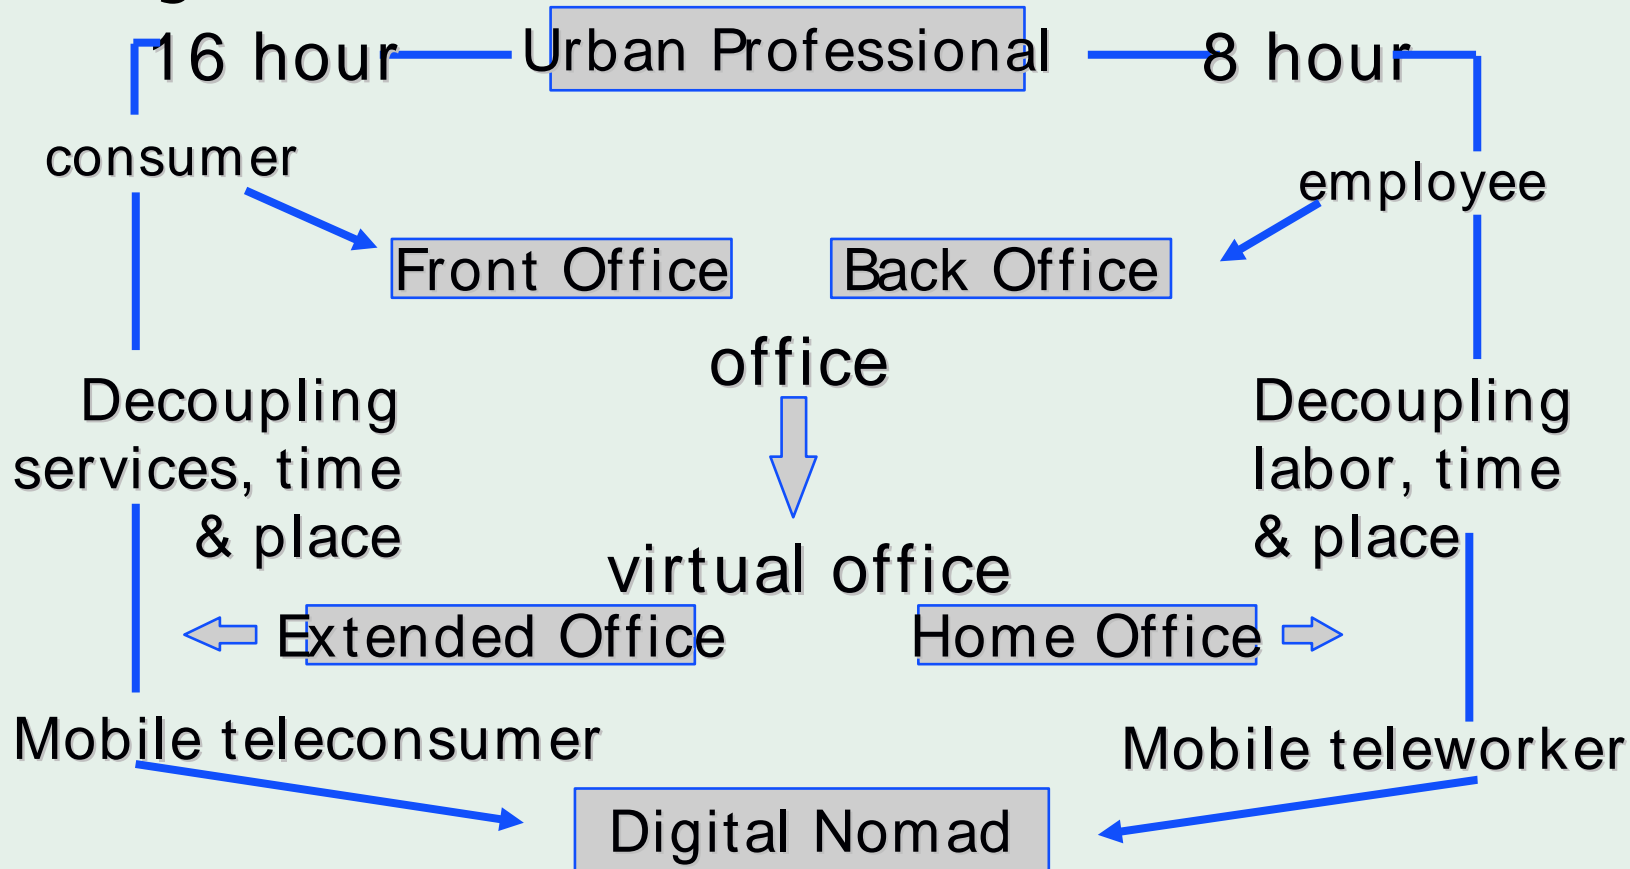 16 hour
Urban Professional
8 hour
consumer
employee
Front Office
Back Office
office
Decoupling
services, time
& place
Decoupling
labor, time
& place
virtual office
Extended Office
Home Office
Mobile teleconsumer
Mobile teleworker
Digital Nomad